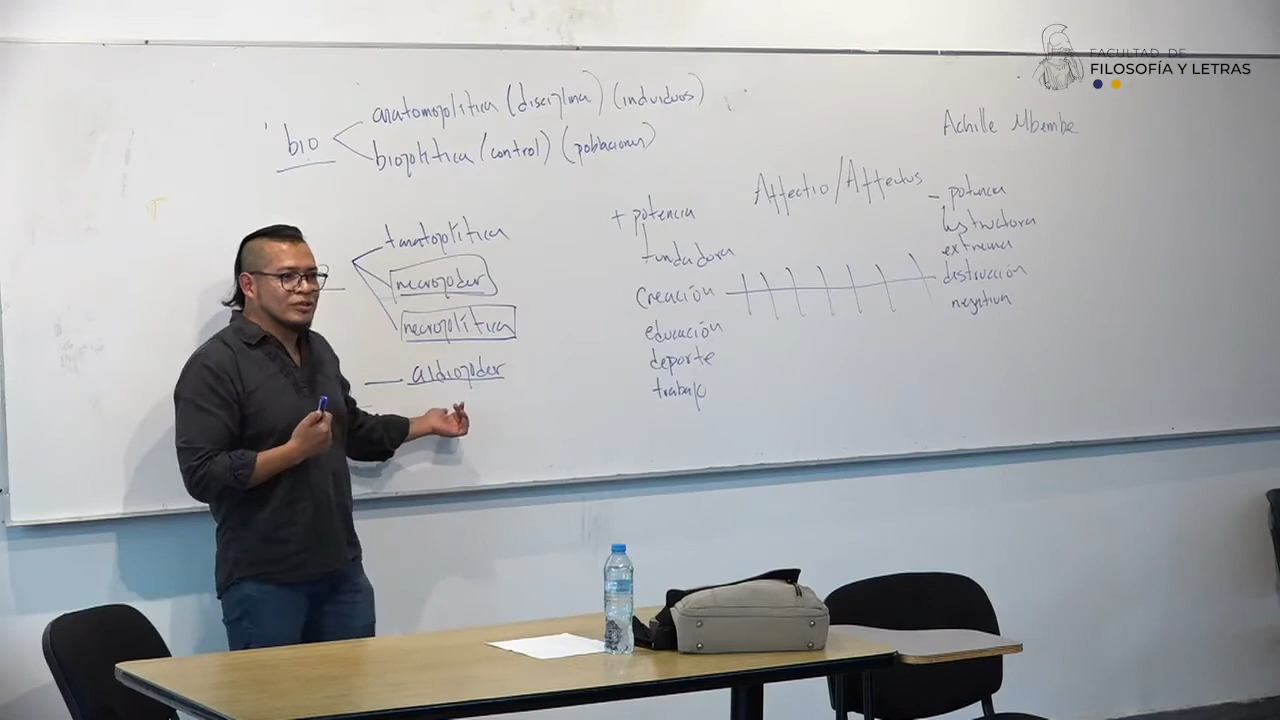 FACULTAD DE
FILOSOFÍA Y LETRAS
bio
anatomopolítica (disciplina) (individuos)
biopolítica (control) (poblaciones)
Achille Mbembe
tanatopolítica
necropoder
necropolítica
audiopoder
Affectio/Affectus
+ potencia
fundadora
creación
educación
deporte
trabajo
- potencia
destructora
extrema
destrucción
negativa